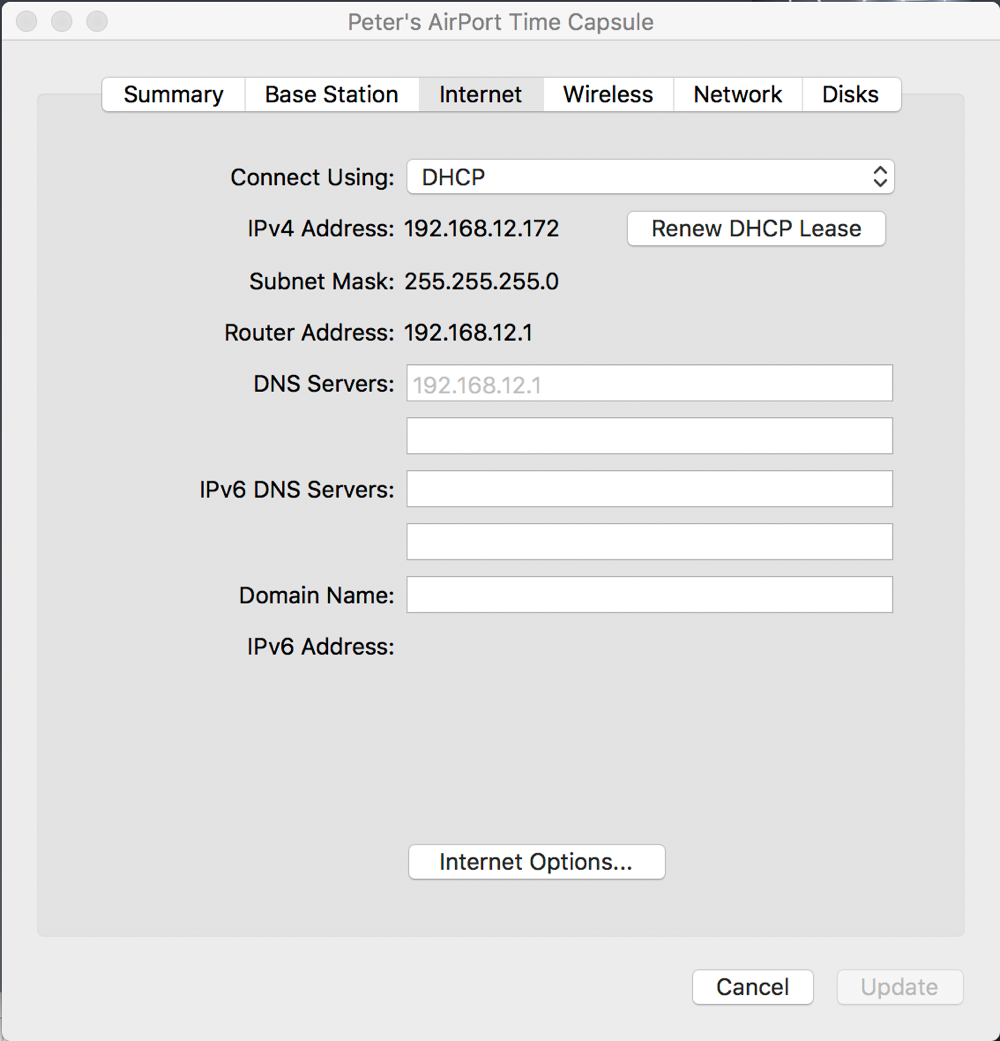 Peter's AirPort Time Capsule
Summary Base Station Internet Wireless Network Disks
Connect Using: DHCP
IPv4 Address: 192.168.12.172 Renew DHCP Lease
Subnet Mask: 255.255.255.0
Router Address: 192.168.12.1
DNS Servers: 192.168.12.1
IPv6 DNS Servers:
Domain Name:
IPv6 Address:
Internet Options...
Cancel Update